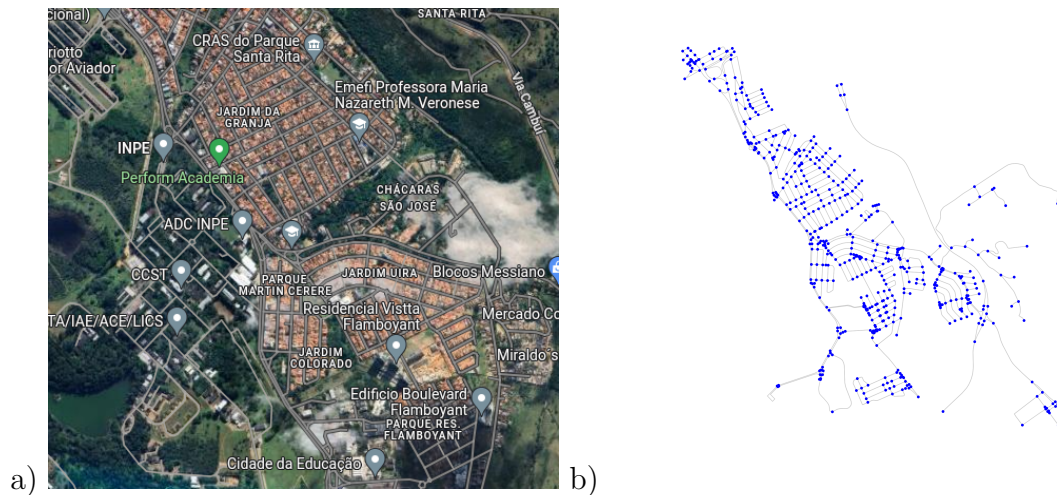 cional)
riotto
or Aviador
SANTA RITA
CRAS do Parque
Santa Rita
Via Cambuí
Emefi Professora Maria
Nazareth M. Veronese
JARDIM DA
GRANJA
INPE
Perform Academia
CHÁCARAS
SÃO JOSÉ
ADC INPE
CCST
PARQUE
MARTIN CERERE
JARDIM UIRA
Blocos Messiano
TA/IAE/ACE/LICS
Residencial Vistta
Flamboyant
Mercado Co
JARDIM
COLORADO
Miraldo's
Edificio Boulevard
Flamboyant
PARQUE RES.
FLAMBOYANT
Cidade da Educação
a)
b)